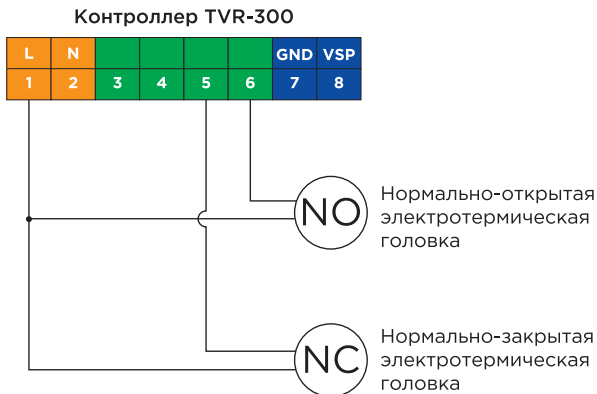 Контроллер TVR-300
L N GND VSP
1 2 3 4 5 6 7 8
NO
Нормально-открытая
электротермическая
головка
NC
Нормально-закрытая
электротермическая
головка